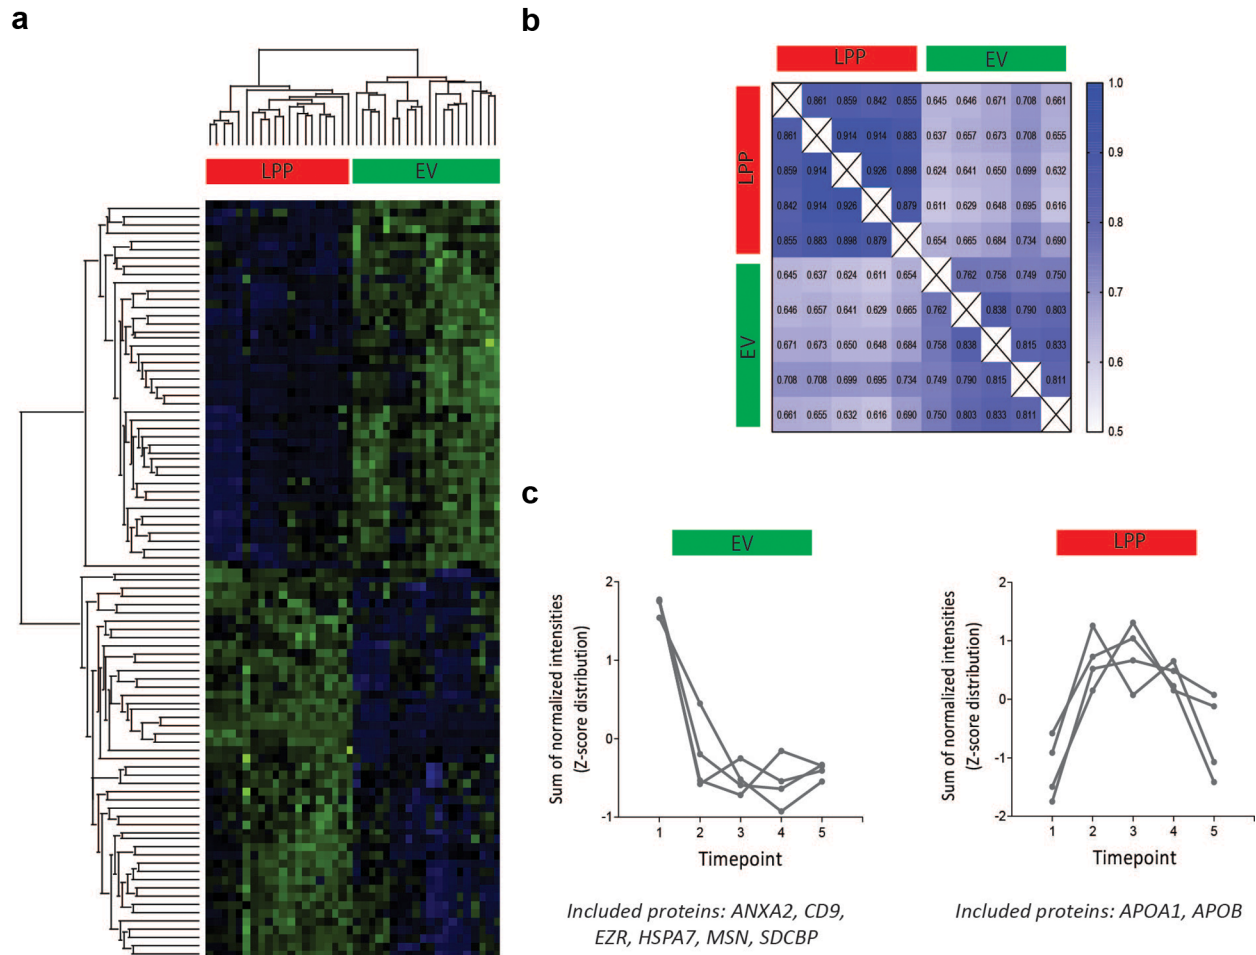 a
LPP EV
b
LPP EV
LPP
EV
0.861 0.859 0.842 0.855 0.645 0.646 0.671 0.708 0.661
0.861 0.914 0.914 0.883 0.637 0.657 0.673 0.708 0.655
0.859 0.914 0.926 0.898 0.624 0.641 0.650 0.699 0.632
0.842 0.914 0.926 0.879 0.611 0.629 0.648 0.695 0.616
0.855 0.883 0.898 0.879 0.654 0.665 0.684 0.734 0.690
0.645 0.637 0.624 0.611 0.654 0.762 0.758 0.749 0.750
0.646 0.657 0.641 0.629 0.665 0.762 0.838 0.790 0.803
0.671 0.673 0.650 0.648 0.684 0.758 0.838 0.815 0.833
0.708 0.708 0.699 0.695 0.734 0.749 0.790 0.815 0.811
0.661 0.655 0.632 0.616 0.690 0.750 0.803 0.833 0.811
1.0
0.9
0.8
0.7
0.6
0.5
c
EV
Sum of normalized intensities
(Z-score distribution)
2
1
0
-1
1 2 3 4 5
Timepoint
Included proteins: ANXA2, CD9,
EZR, HSPA7, MSN, SDCBP
LPP
Sum of normalized intensities
(Z-score distribution)
2
1
0
-1
-2
1 2 3 4 5
Timepoint
Included proteins: APOA1, APOB